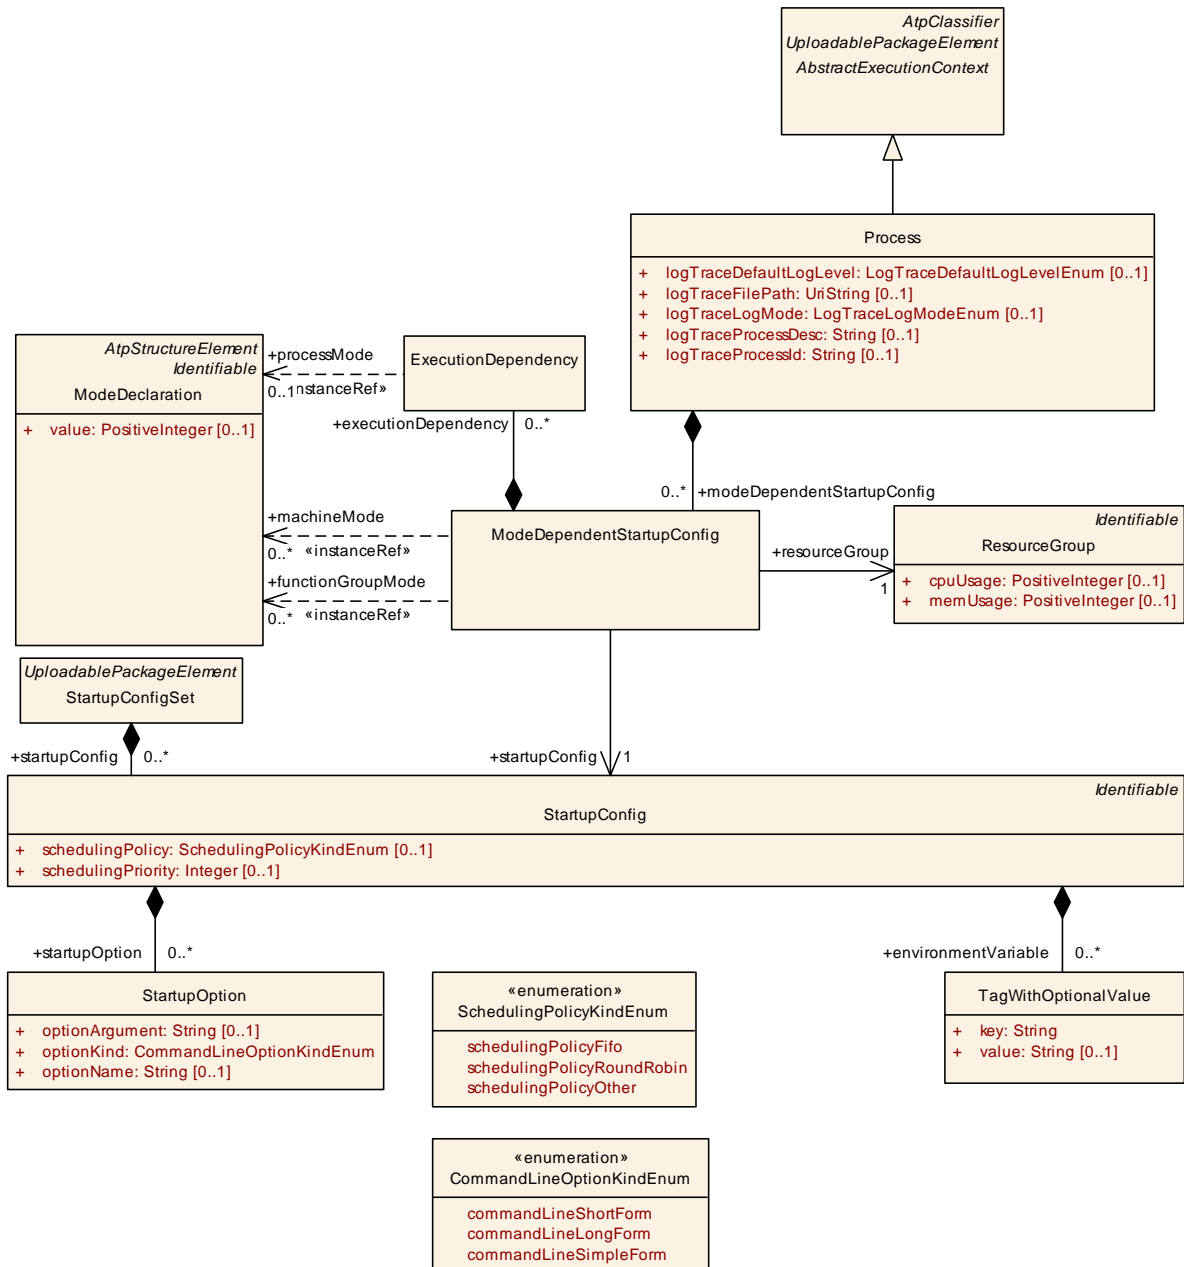 AtpClassifier
UploadablePackageElement
AbstractExecutionContext
Process
+ logTraceDefaultLogLevel: LogTraceDefaultLogLevelEnum [0..1]
+ logTraceFilePath: UriString [0..1]
+ logTraceLogMode: LogTraceLogModeEnum [0..1]
+ logTraceProcessDesc: String [0..1]
+ logTraceProcessId: String [0..1]
AtpStructureElement
Identifiable
ModeDeclaration
+ value: PositiveInteger [0..1]
+processMode
0..1
nstanceRef»
ExecutionDependency
+executionDependency 0..*
0..* +modeDependentStartupConfig
+machineMode
0..* «instanceRef»
+functionGroupMode
0..* «instanceRef»
ModeDependentStartupConfig
+resourceGroup
1
Identifiable
ResourceGroup
+ cpuUsage: PositiveInteger [0..1]
+ memUsage: PositiveInteger [0..1]
UploadablePackageElement
StartupConfigSet
+startupConfig 0..*
+startupConfig 1
Identifiable
StartupConfig
+ schedulingPolicy: SchedulingPolicyKindEnum [0..1]
+ schedulingPriority: Integer [0..1]
+startupOption 0..*
+environmentVariable 0..*
StartupOption
+ optionArgument: String [0..1]
+ optionKind: CommandLineOptionKindEnum
+ optionName: String [0..1]
«enumeration»
SchedulingPolicyKindEnum
schedulingPolicyFifo
schedulingPolicyRoundRobin
schedulingPolicyOther
TagWithOptionalValue
+ key: String
+ value: String [0..1]
«enumeration»
CommandLineOptionKindEnum
commandLineShortForm
commandLineLongForm
commandLineSimpleForm